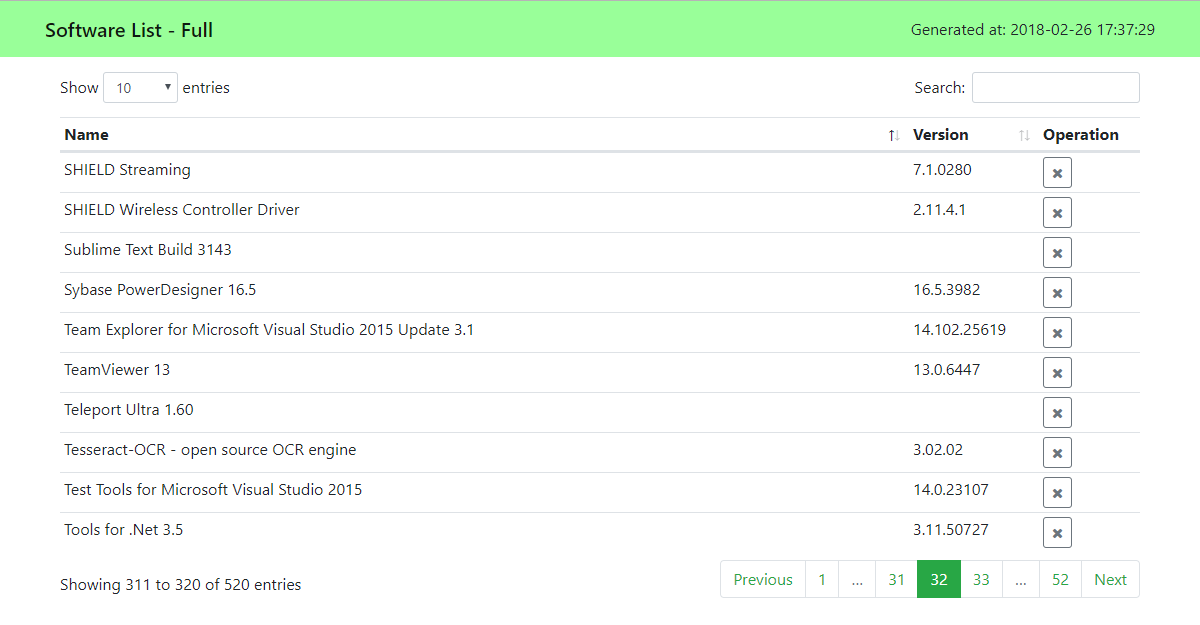 Software List - Full Generated at: 2018-02-26 17:37:29
Show 10 entries Search:
Name Version Operation
SHIELD Streaming 7.1.0280
SHIELD Wireless Controller Driver 2.11.4.1
Sublime Text Build 3143
Sybase PowerDesigner 16.5 16.5.3982
Team Explorer for Microsoft Visual Studio 2015 Update 3.1 14.102.25619
TeamViewer 13 13.0.6447
Teleport Ultra 1.60
Tesseract-OCR - open source OCR engine 3.02.02
Test Tools for Microsoft Visual Studio 2015 14.0.23107
Tools for .Net 3.5 3.11.50727
Showing 311 to 320 of 520 entries Previous 1 ... 31 32 33 ... 52 Next